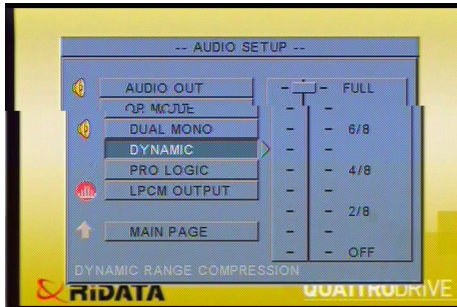 -- AUDIO SETUP --
AUDIO OUT
FULL
DUAL MONO
6/8
DYNAMIC
PRO LOGIC
4/8
LPCM OUTPUT
2/8
MAIN PAGE
OFF
DYNAMIC RANGE COMPRESSION
RiDATA
QUATTRODRIVE